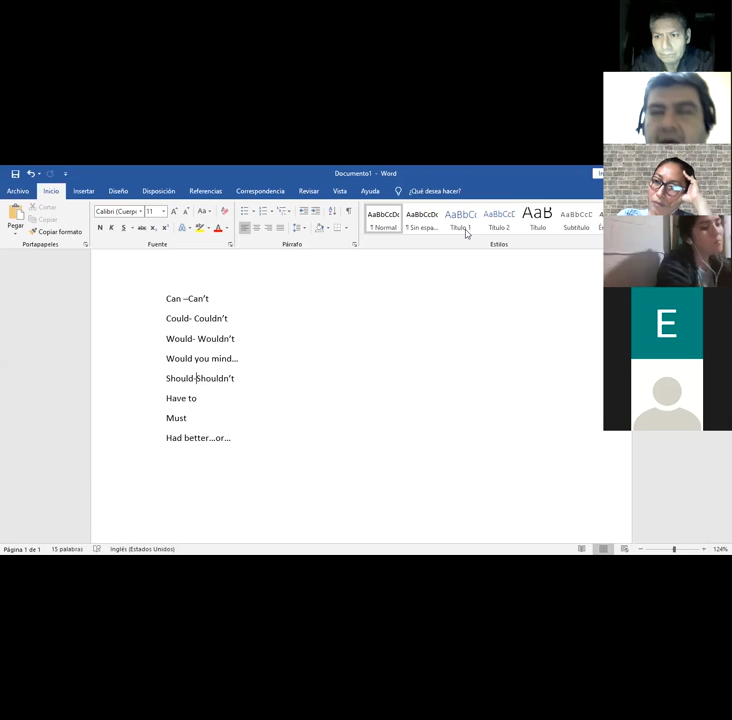 Documento1 - Word
Archivo Inicio Insertar Diseño Disposición Referencias Correspondencia Revisar Vista Ayuda ¿Qué desea hacer?
Pegar
Cortar
Copiar
Copiar formato
Portapapeles
Calibri (Cuerpo 11
N K S abc
Fuente
Párrafo
AaBbCcDc AaBbCcDc AaBbCc AaBbCcD AaB AaBbCcD
¶ Normal ¶ Sin espa... Título 1 Título 2 Título Subtítulo
Estilos
Can –Can't
Could- Couldn't
Would- Wouldn't
Would you mind…
Should-Shouldn't
Have to
Must
Had better…or…
Página 1 de 1 15 palabras Inglés (Estados Unidos) 124%
E